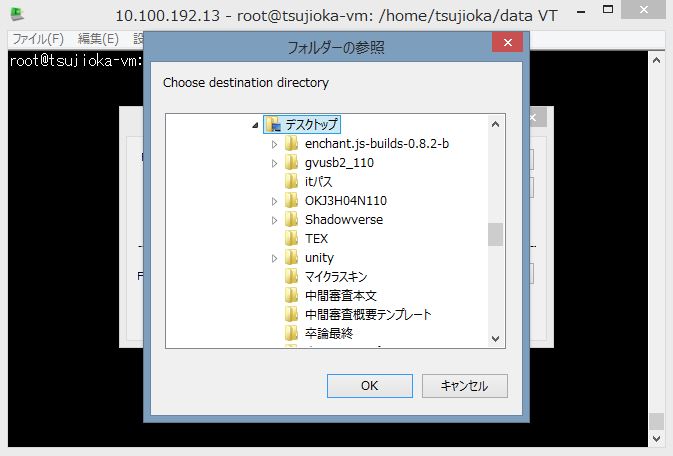 10.100.192.13 - root@tsujioka-vm: /home/tsujioka/data VT
ファイル(F) 編集(E) 設
root@tsujioka-vm:
フォルダーの参照
Choose destination directory
デスクトップ
enchant.js-builds-0.8.2-b
gvusb2_110
itパス
OKJ3H04N110
Shadowverse
TEX
unity
マイクラスキン
中間審査本文
中間審査概要テンプレート
卒論最終
OK
キャンセル